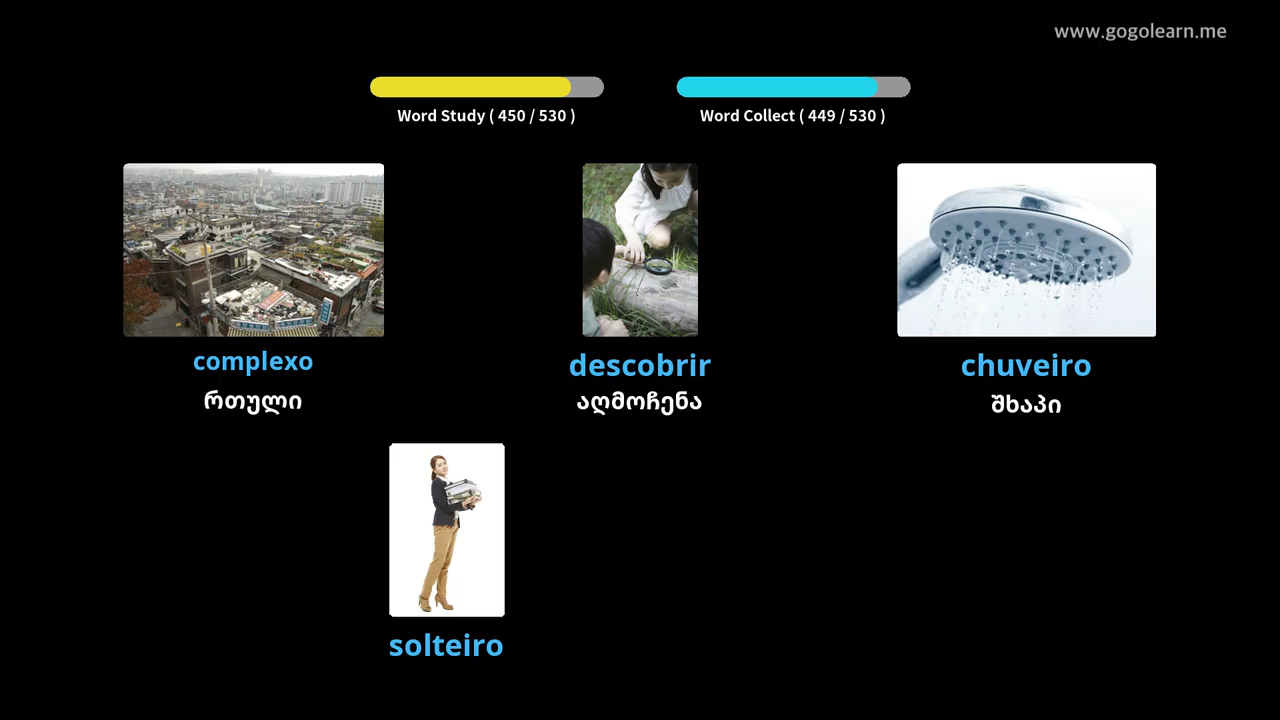 www.gogolearn.me
Word Study ( 450 / 530 )
Word Collect ( 449 / 530 )
complexo
რთული
descobrir
აღმოჩენა
chuveiro
შხაპი
solteiro